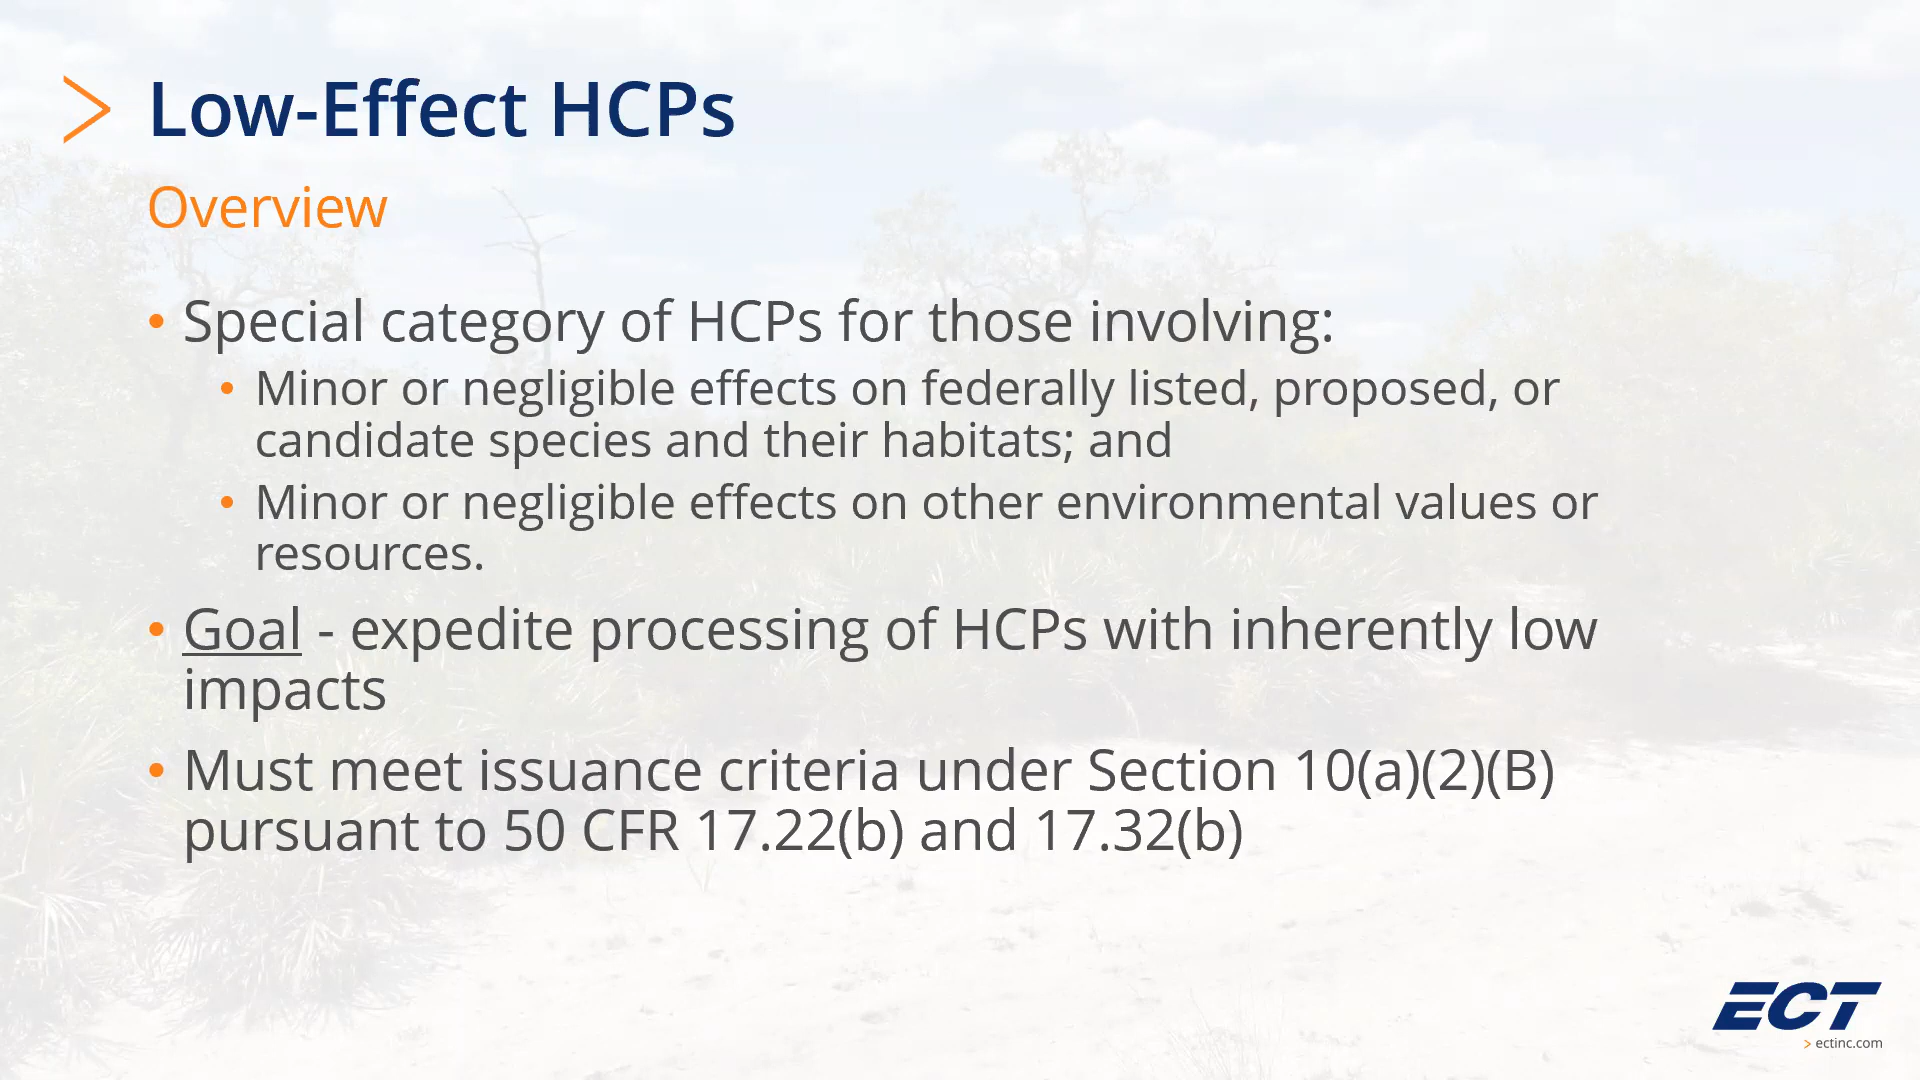 Low-Effect HCPs
Overview
• Special category of HCPs for those involving:
• Minor or negligible effects on federally listed, proposed, or
candidate species and their habitats; and
• Minor or negligible effects on other environmental values or
resources.
• Goal - expedite processing of HCPs with inherently low
impacts
• Must meet issuance criteria under Section 10(a)(2)(B)
pursuant to 50 CFR 17.22(b) and 17.32(b)
ECT
> ectinc.com